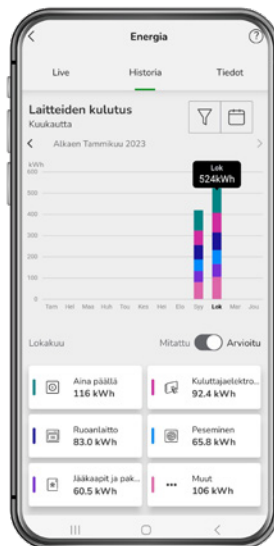 Energia
Live
Historia
Tiedot
Laitteiden kulutus
Kuukautta
Alkaen Tammikuu 2023
kWh
600
500
400
300
200
100
0
Lok
524kWh
Tam Hel Maa Huh Tou Kes Hei Elo Syy Lok Mar Jou
Lokakuu
Mitattu
Arvioitu
Aina päällä
116 kWh
Kuluttajaelektro...
92.4 kWh
Ruoanlaitto
83.0 kWh
Peseminen
65.8 kWh
Jääkaapit ja pak...
60.5 kWh
Muut
106 kWh